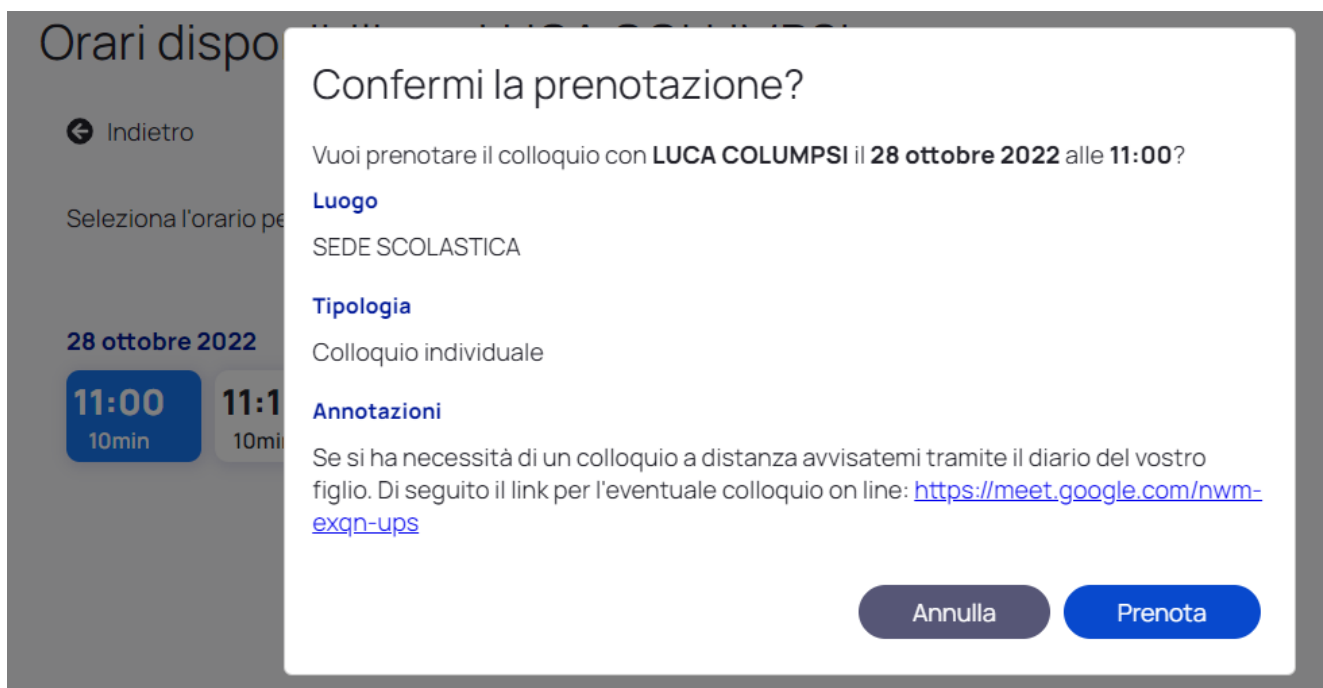 Orari dispo
Indietro
Seleziona l'orario pe
28 ottobre 2022
11:00
10min
11:1
10mi
Confermi la prenotazione?
Vuoi prenotare il colloquio con LUCA COLUMPSI il 28 ottobre 2022 alle 11:00?
Luogo
SEDE SCOLASTICA
Tipologia
Colloquio individuale
Annotazioni
Se si ha necessità di un colloquio a distanza avvisatemi tramite il diario del vostro
figlio. Di seguito il link per l'eventuale colloquio on line: https://meet.google.com/nwm-
exqn-ups
Annulla
Prenota